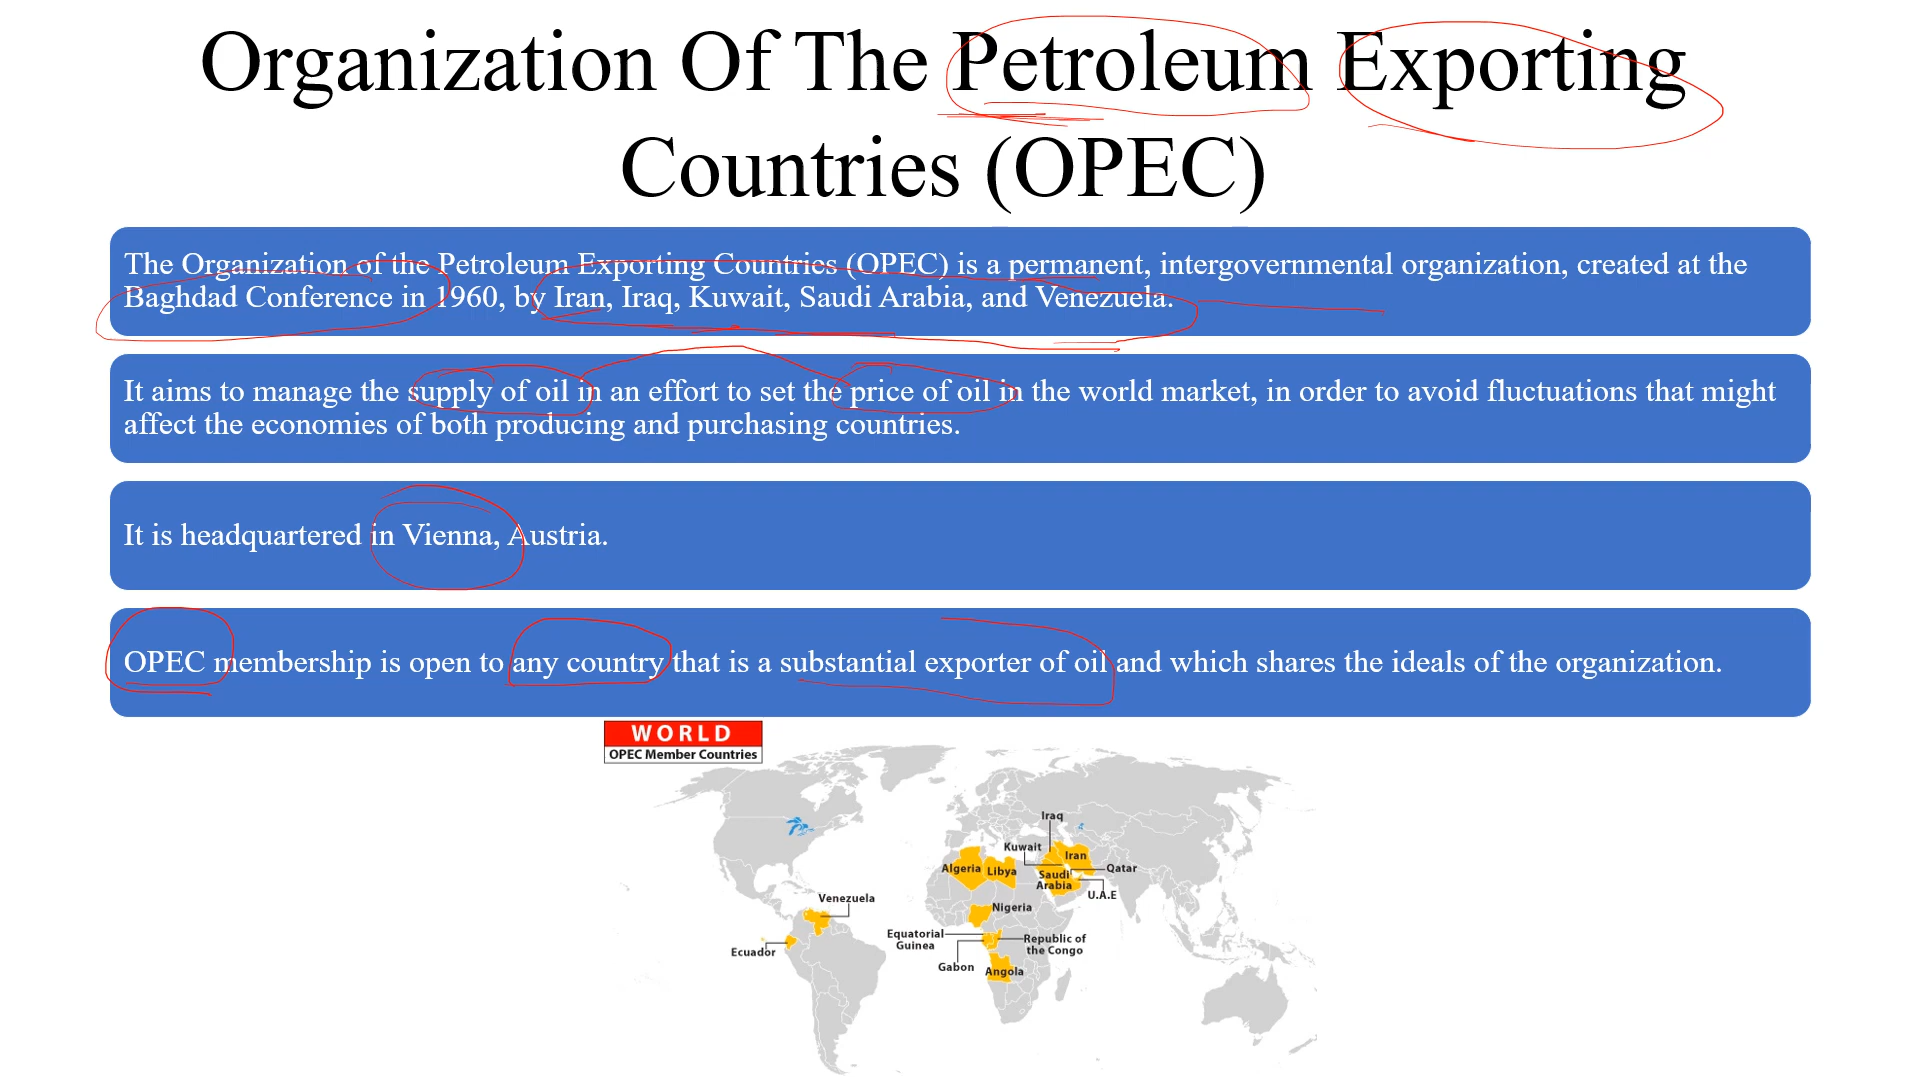 Organization Of The Petroleum Exporting
Countries (OPEC)
The Organization of the Petroleum Exporting Countries (OPEC) is a permanent, intergovernmental organization, created at the
Baghdad Conference in 1960, by Iran, Iraq, Kuwait, Saudi Arabia, and Venezuela.
It aims to manage the supply of oil in an effort to set the price of oil in the world market, in order to avoid fluctuations that might
affect the economies of both producing and purchasing countries.
It is headquartered in Vienna, Austria.
OPEC membership is open to any country that is a substantial exporter of oil and which shares the ideals of the organization.
WORLD
OPEC Member Countries
Iraq
Kuwait
Iran
Algeria
Libya
Qatar
Saudi
Arabia
U.A.E
Venezuela
Nigeria
Equatorial
Guinea
Republic of
the Congo
Ecuador
Gabon
Angola